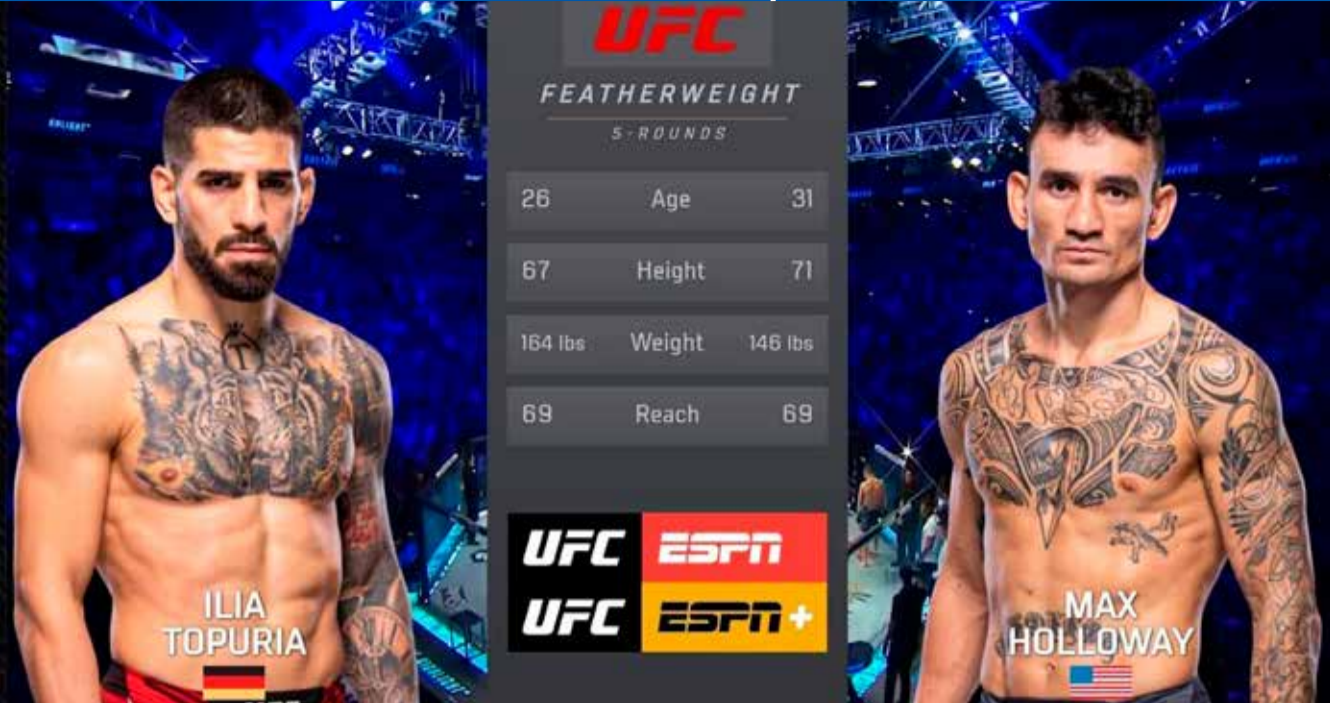 UFC
FEATHERWEIGHT
5-ROUNDS
26 Age 31
67 Height 71
164 lbs Weight 146 lbs
69 Reach 69
UFC ESPN
UFC ESPN+
ILIA
TOPURIA
MAX
HOLLOWAY